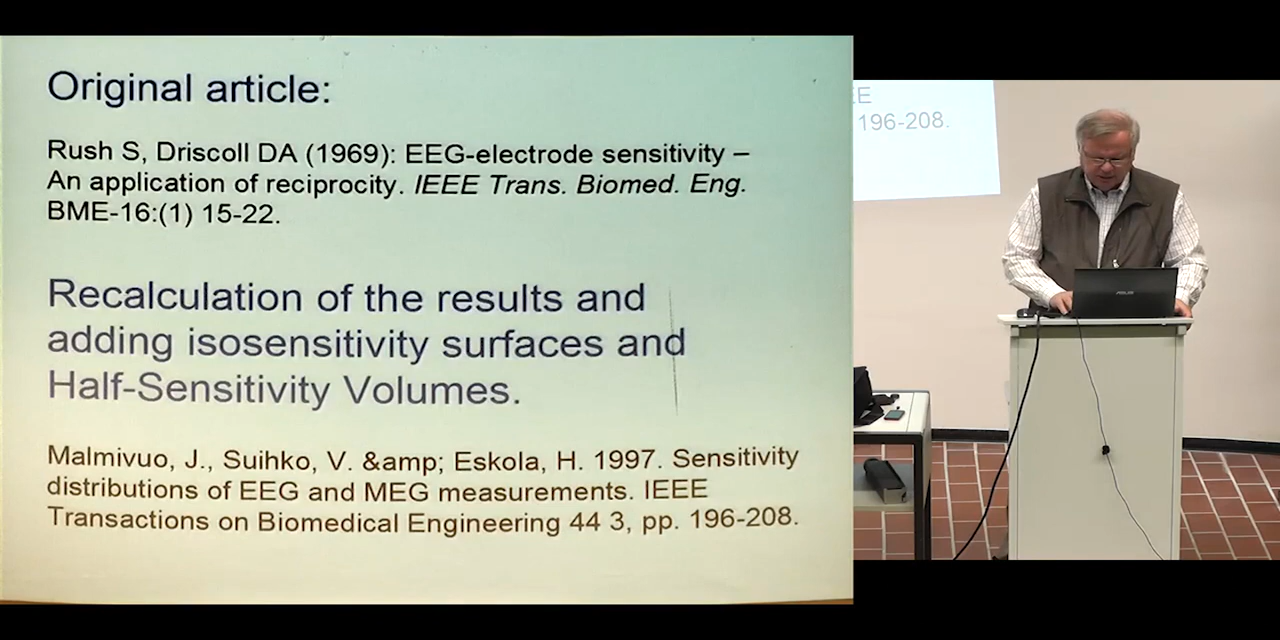 Original article:
Rush S, Driscoll DA (1969): EEG-electrode sensitivity –
An application of reciprocity. IEEE Trans. Biomed. Eng.
BME-16:(1) 15-22.
Recalculation of the results and
adding isosensitivity surfaces and
Half-Sensitivity Volumes.
Malmivuo, J., Suihko, V. &amp; Eskola, H. 1997. Sensitivity
distributions of EEG and MEG measurements. IEEE
Transactions on Biomedical Engineering 44 3, pp. 196-208.
EE
196-208.
ASUS